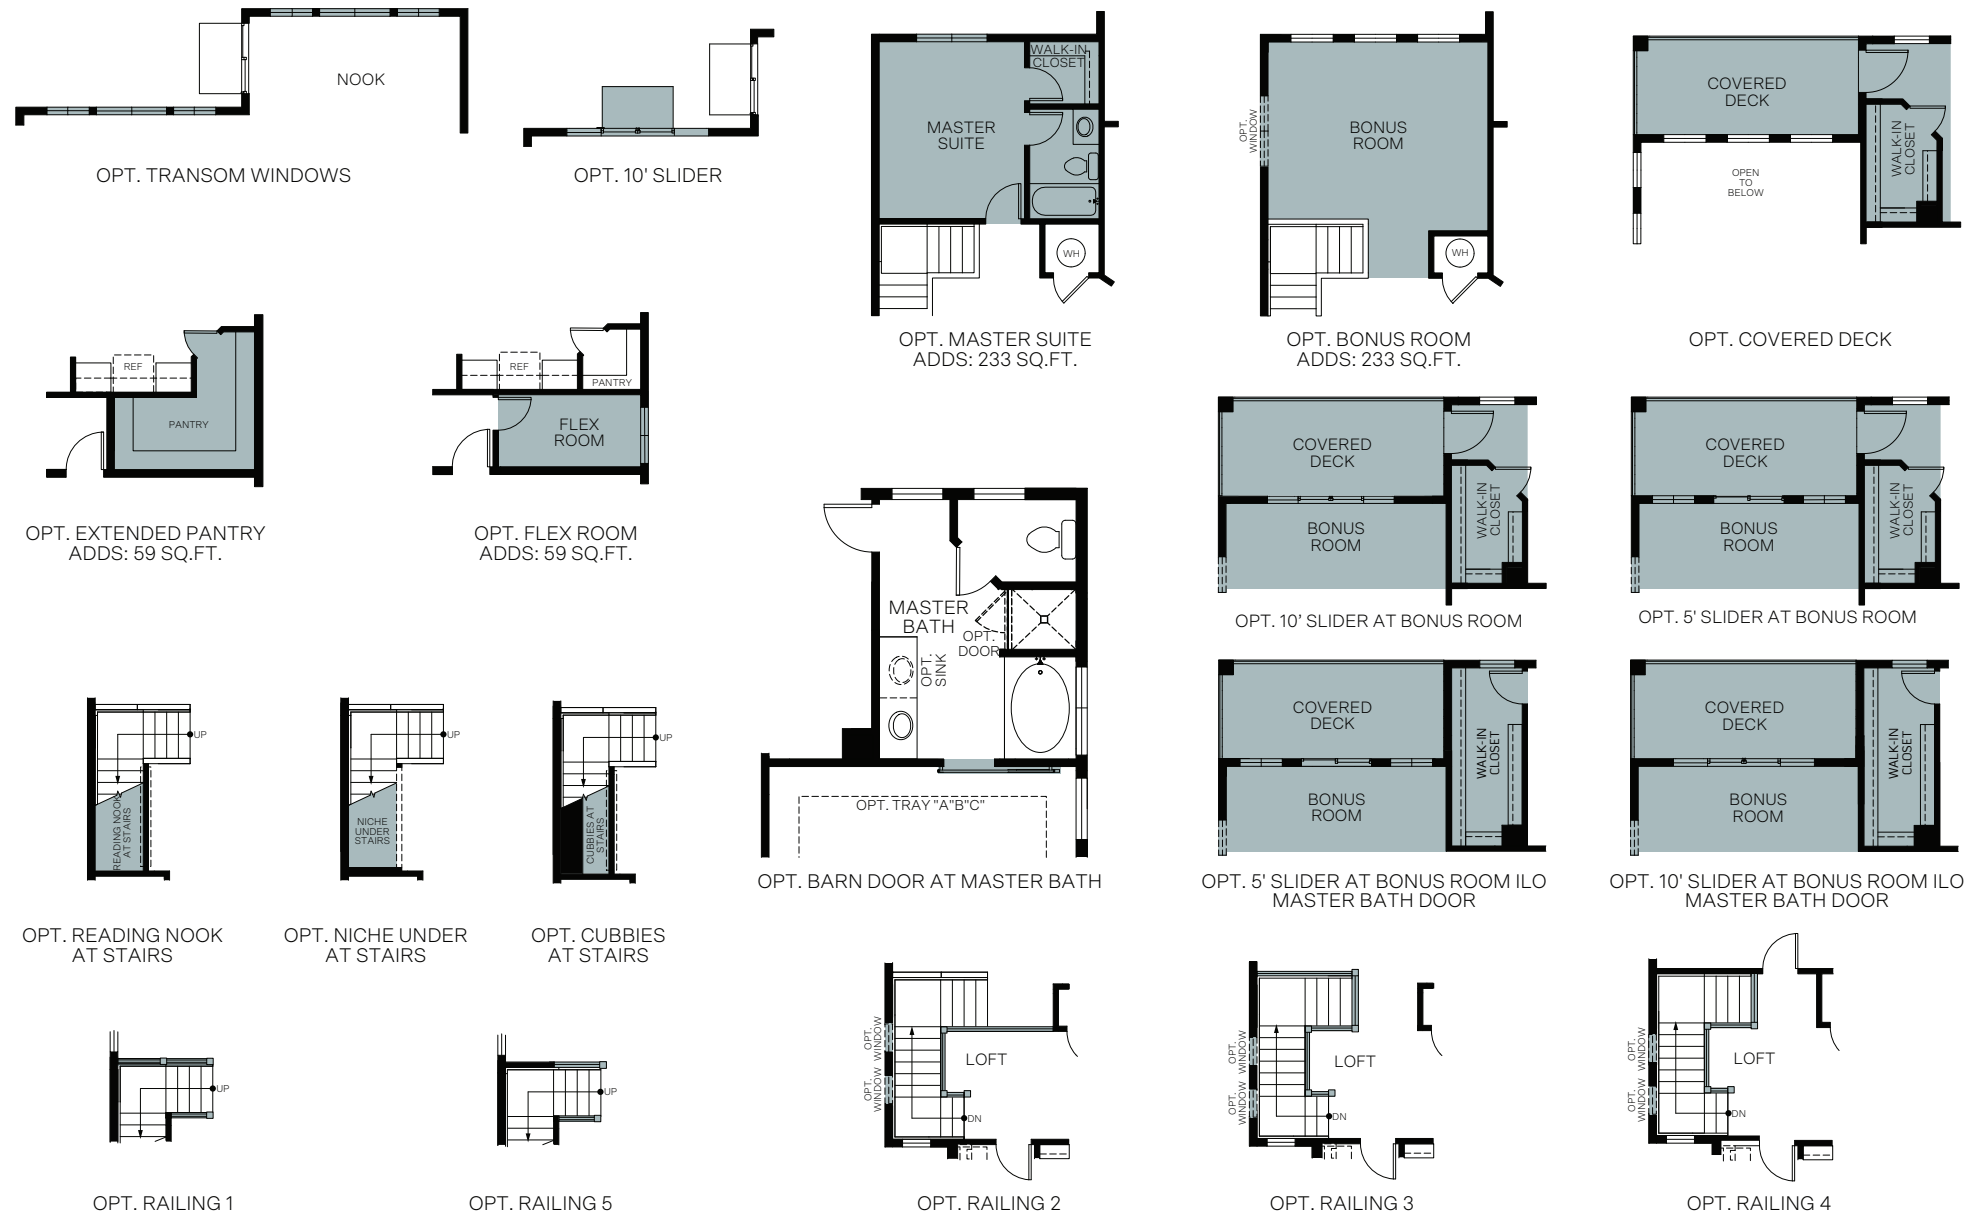 NOOK
OPT. TRANSOM WINDOWS
OPT. 10' SLIDER
WALK-IN
CLOSET
MASTER
SUITE
WH
OPT. MASTER SUITE
ADDS: 233 SQ.FT.
OPT.
WINDOW
BONUS
ROOM
WH
OPT. BONUS ROOM
ADDS: 233 SQ.FT.
COVERED
DECK
WALK-IN
CLOSET
OPEN
TO
BELOW
OPT. COVERED DECK
REF
PANTRY
OPT. EXTENDED PANTRY
ADDS: 59 SQ.FT.
REF
PANTRY
FLEX
ROOM
OPT. FLEX ROOM
ADDS: 59 SQ.FT.
MASTER
BATH
OPT.
DOOR
OPT.
SINK
OPT. TRAY "A"B"C"
OPT. BARN DOOR AT MASTER BATH
COVERED
DECK
WALK-IN
CLOSET
BONUS
ROOM
OPT. 10' SLIDER AT BONUS ROOM
COVERED
DECK
WALK-IN
CLOSET
BONUS
ROOM
OPT. 5' SLIDER AT BONUS ROOM
COVERED
DECK
WALK-IN
CLOSET
BONUS
ROOM
OPT. 5' SLIDER AT BONUS ROOM ILO
MASTER BATH DOOR
COVERED
DECK
WALK-IN
CLOSET
BONUS
ROOM
OPT. 10' SLIDER AT BONUS ROOM ILO
MASTER BATH DOOR
UP
READING NOOK
AT STAIRS
OPT. READING NOOK
AT STAIRS
UP
NICHE
UNDER
STAIRS
OPT. NICHE UNDER
AT STAIRS
UP
CUBBIES AT
STAIRS
OPT. CUBBIES
AT STAIRS
UP
OPT. RAILING 1
UP
OPT. RAILING 5
OPT.
WINDOW
OPT.
WINDOW
LOFT
DN
OPT. RAILING 2
OPT.
WINDOW
OPT.
WINDOW
LOFT
DN
OPT. RAILING 3
OPT.
WINDOW
OPT.
WINDOW
LOFT
DN
OPT. RAILING 4